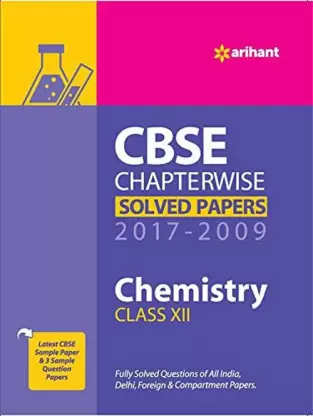 arihant
CBSE
CHAPTERWISE
SOLVED PAPERS
2017-2009
Chemistry
CLASS XII
Latest CBSE
Sample Paper
& 3 Sample
Question
Papers
Fully Solved Questions of All India,
Delhi, Foreign & Compartment Papers.